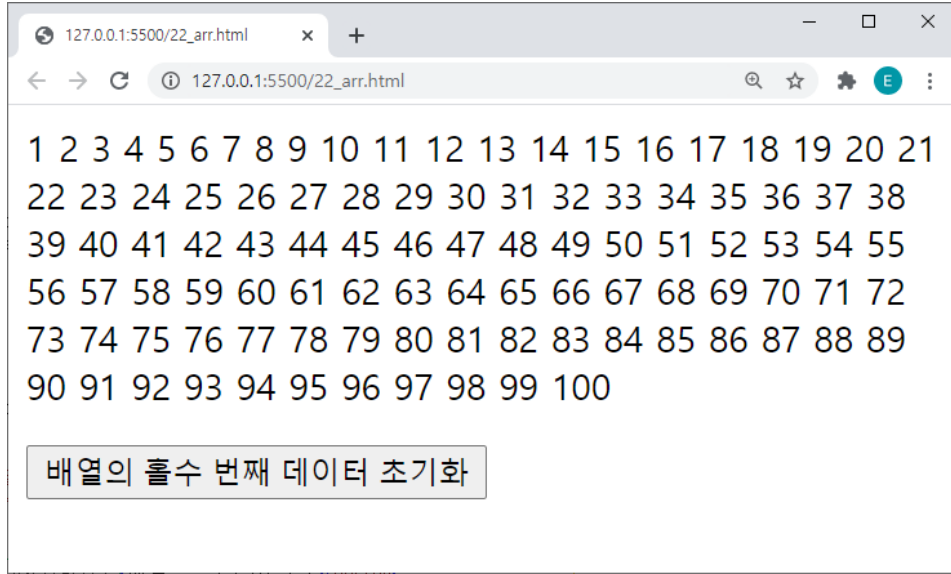 127.0.0.1:5500/22_arr.html
127.0.0.1:5500/22_arr.html
E
1 2 3 4 5 6 7 8 9 10 11 12 13 14 15 16 17 18 19 20 21
22 23 24 25 26 27 28 29 30 31 32 33 34 35 36 37 38
39 40 41 42 43 44 45 46 47 48 49 50 51 52 53 54 55
56 57 58 59 60 61 62 63 64 65 66 67 68 69 70 71 72
73 74 75 76 77 78 79 80 81 82 83 84 85 86 87 88 89
90 91 92 93 94 95 96 97 98 99 100
배열의 홀수 번째 데이터 초기화